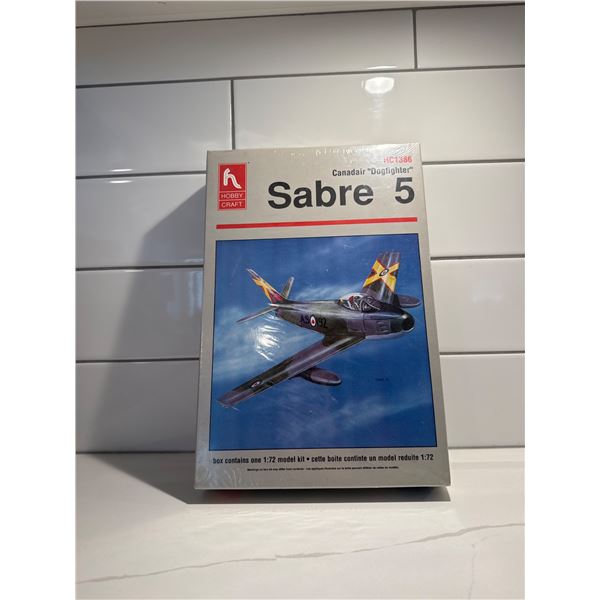 HC1386
Canadair "Dogfighter"
Sabre 5
h
HOBBY
CRAFT
box contains one 1:72 model kit • cette boite contiete un model reduite 1:72